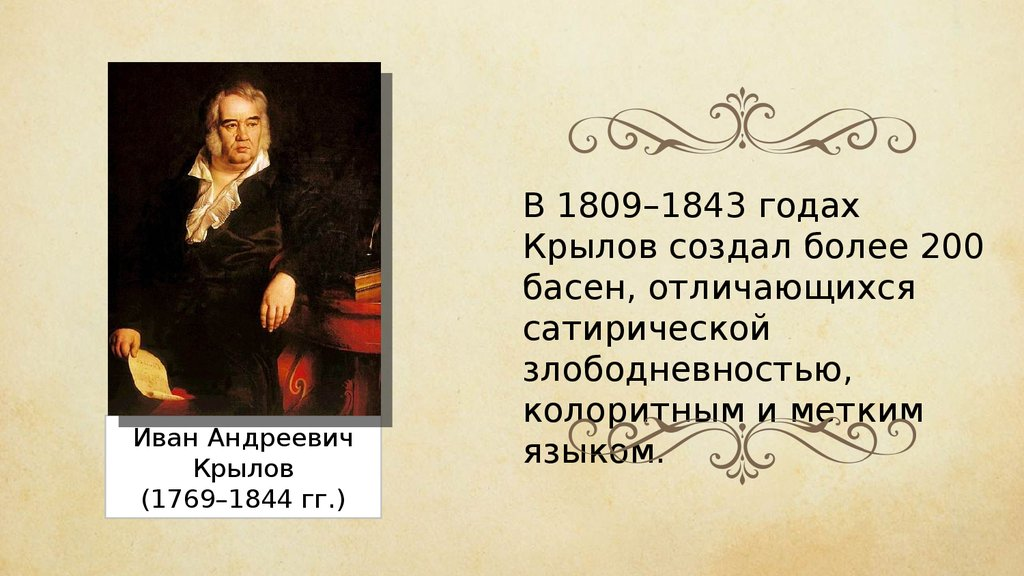 Иван Андреевич
Крылов
(1769–1844 гг.)
В 1809–1843 годах
Крылов создал более 200
басен, отличающихся
сатирической
злободневностью,
колоритным и метким
языком.